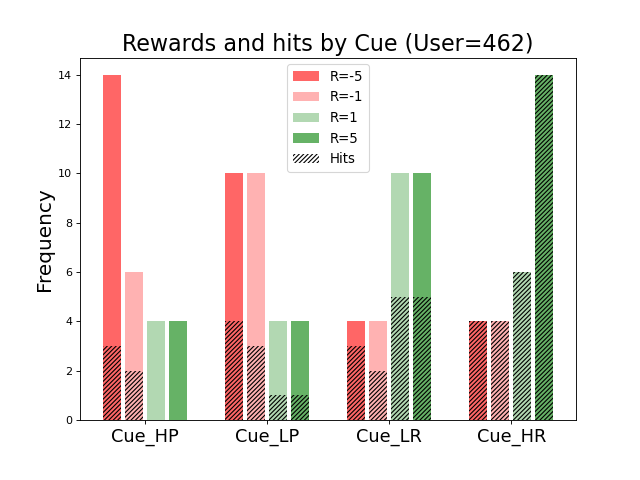 Rewards and hits by Cue (User=462)
R=-5
R=-1
R=1
R=5
Hits
Frequency
14
12
10
8
6
4
2
0
Cue_HP
Cue_LP
Cue_LR
Cue_HR